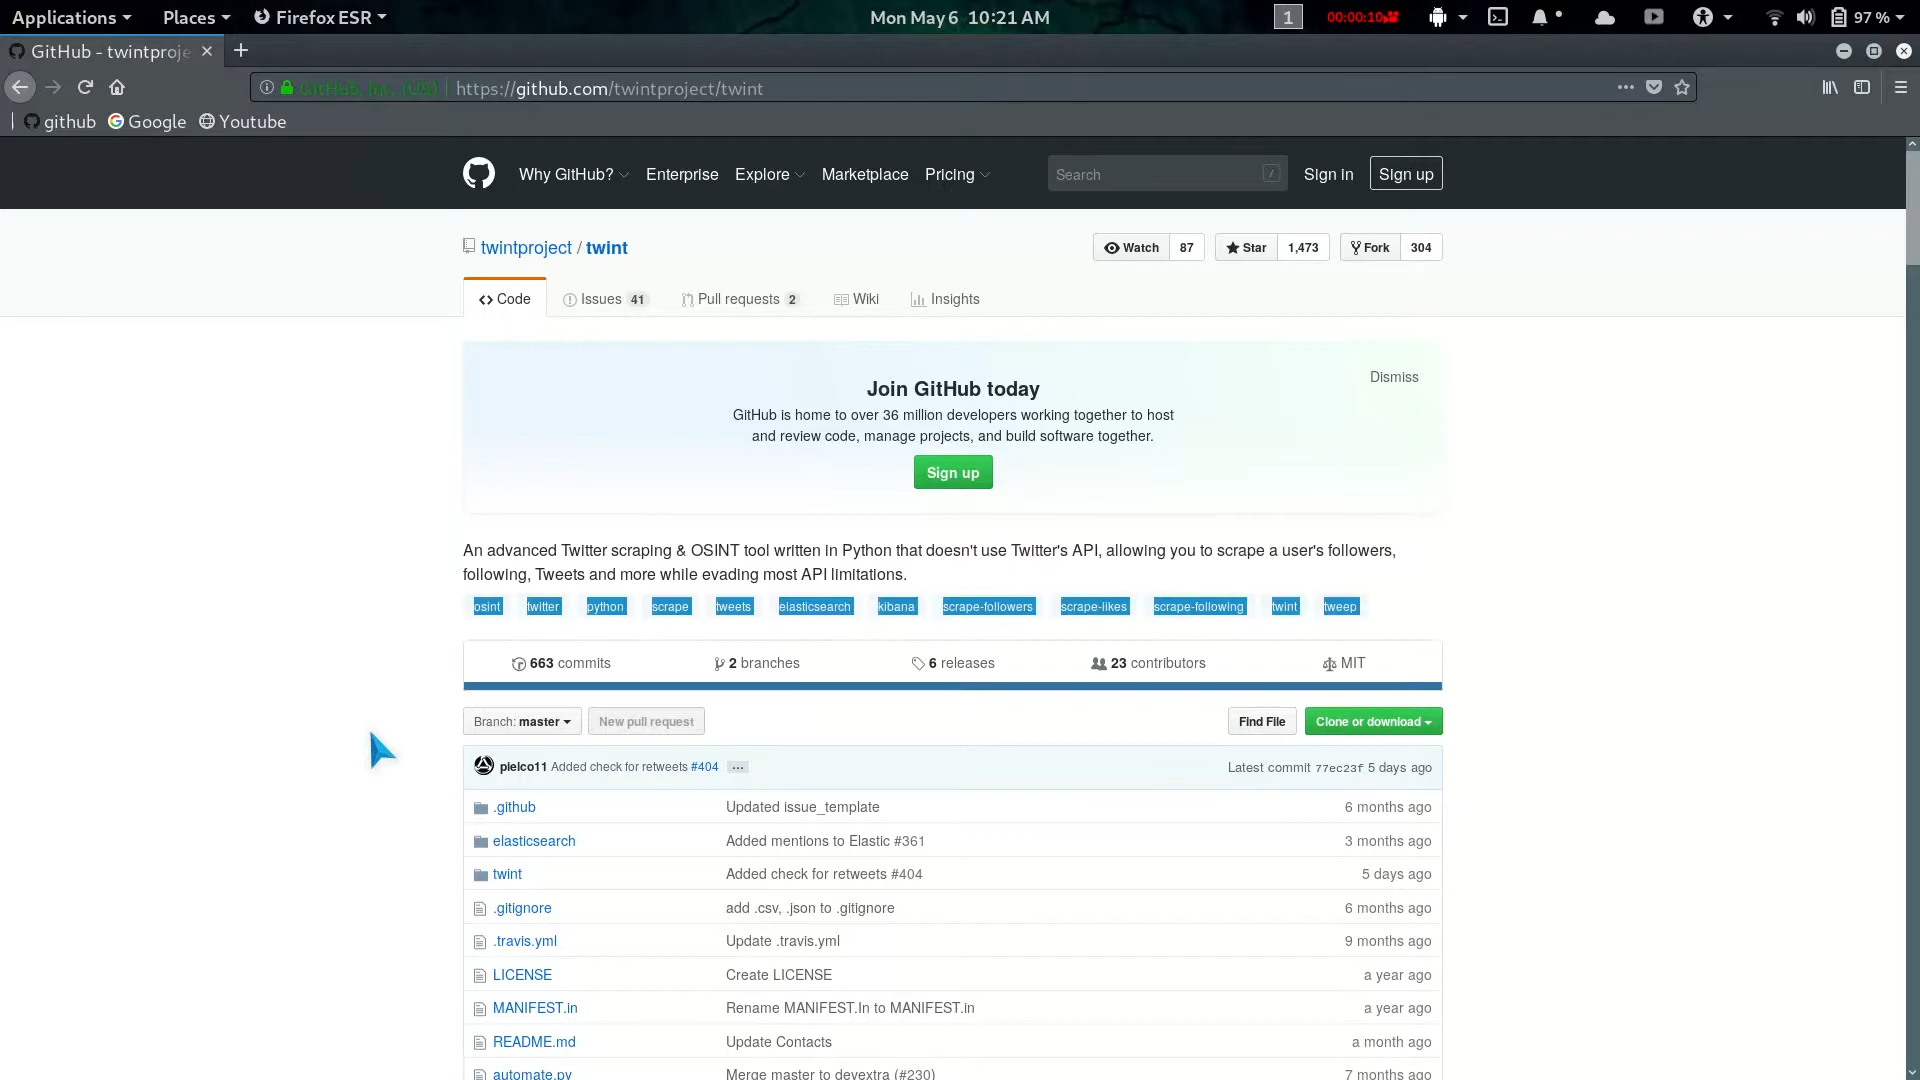 Applications Places Firefox ESR Mon May 6 10:21 AM 1 00:00:10 97 %
GitHub - twintproje
GitHub, Inc. (US) https://github.com/twintproject/twint
github Google Youtube
Why GitHub? Enterprise Explore Marketplace Pricing Search / Sign in Sign up
twintproject / twint Watch 87 Star 1,473 Fork 304
Code Issues 41 Pull requests 2 Wiki Insights
Dismiss
Join GitHub today
GitHub is home to over 36 million developers working together to host
and review code, manage projects, and build software together.
Sign up
An advanced Twitter scraping & OSINT tool written in Python that doesn't use Twitter's API, allowing you to scrape a user's followers,
following, Tweets and more while evading most API limitations.
osint twitter python scrape tweets elasticsearch kibana scrape-followers scrape-likes scrape-following twint tweep
663 commits 2 branches 6 releases 23 contributors MIT
Branch: master New pull request Find File Clone or download
pielco11 Added check for retweets #404 ... Latest commit 77ec23f 5 days ago
.github Updated issue_template 6 months ago
elasticsearch Added mentions to Elastic #361 3 months ago
twint Added check for retweets #404 5 days ago
.gitignore add .csv, .json to .gitignore 6 months ago
.travis.yml Update .travis.yml 9 months ago
LICENSE Create LICENSE a year ago
MANIFEST.in Rename MANIFEST.In to MANIFEST.in a year ago
README.md Update Contacts a month ago
automate.py Merge master to devextra (#230) 7 months ago